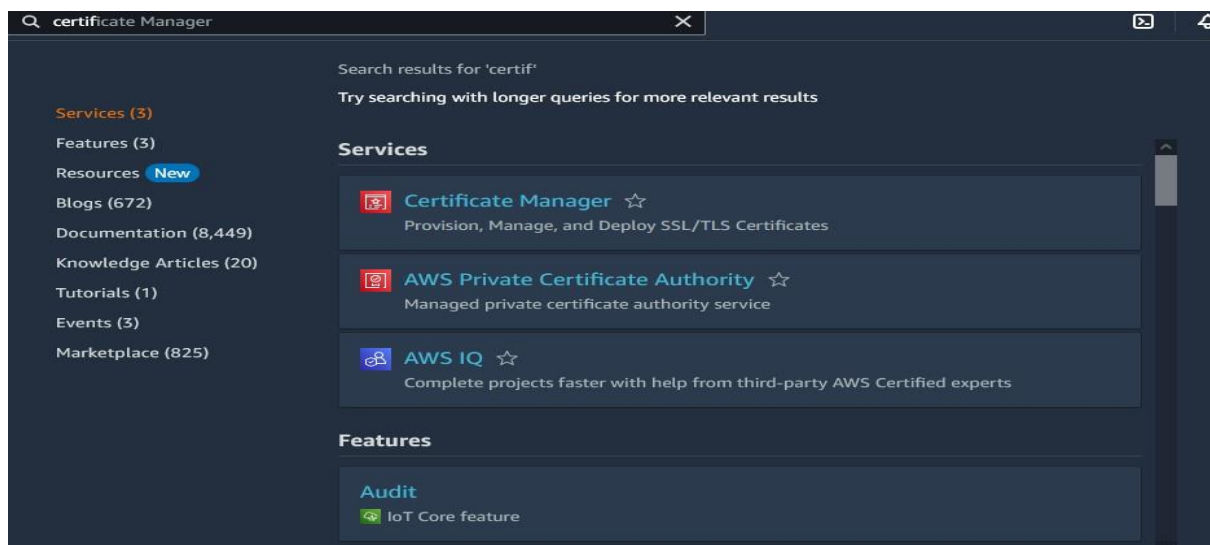 certificate Manager
Search results for 'certif'
Try searching with longer queries for more relevant results
Services (3)
Features (3)
Resources New
Blogs (672)
Documentation (8,449)
Knowledge Articles (20)
Tutorials (1)
Events (3)
Marketplace (825)
Services
Certificate Manager
Provision, Manage, and Deploy SSL/TLS Certificates
AWS Private Certificate Authority
Managed private certificate authority service
AWS IQ
Complete projects faster with help from third-party AWS Certified experts
Features
Audit
IoT Core feature